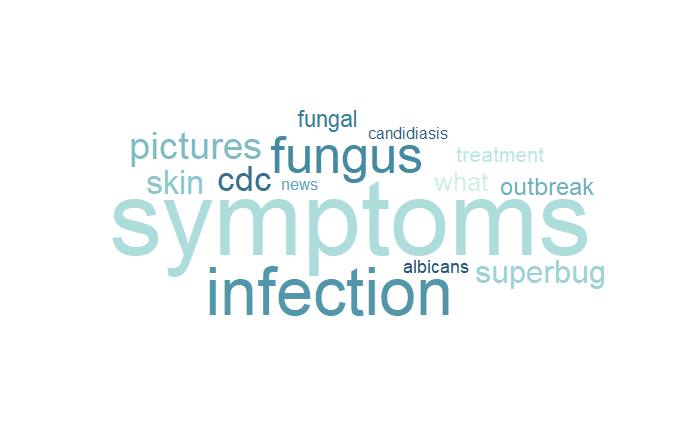 fungal
candidiasis
pictures
fungus
treatment
skin
cdc
news
what
outbreak
symptoms
albicans
superbug
infection